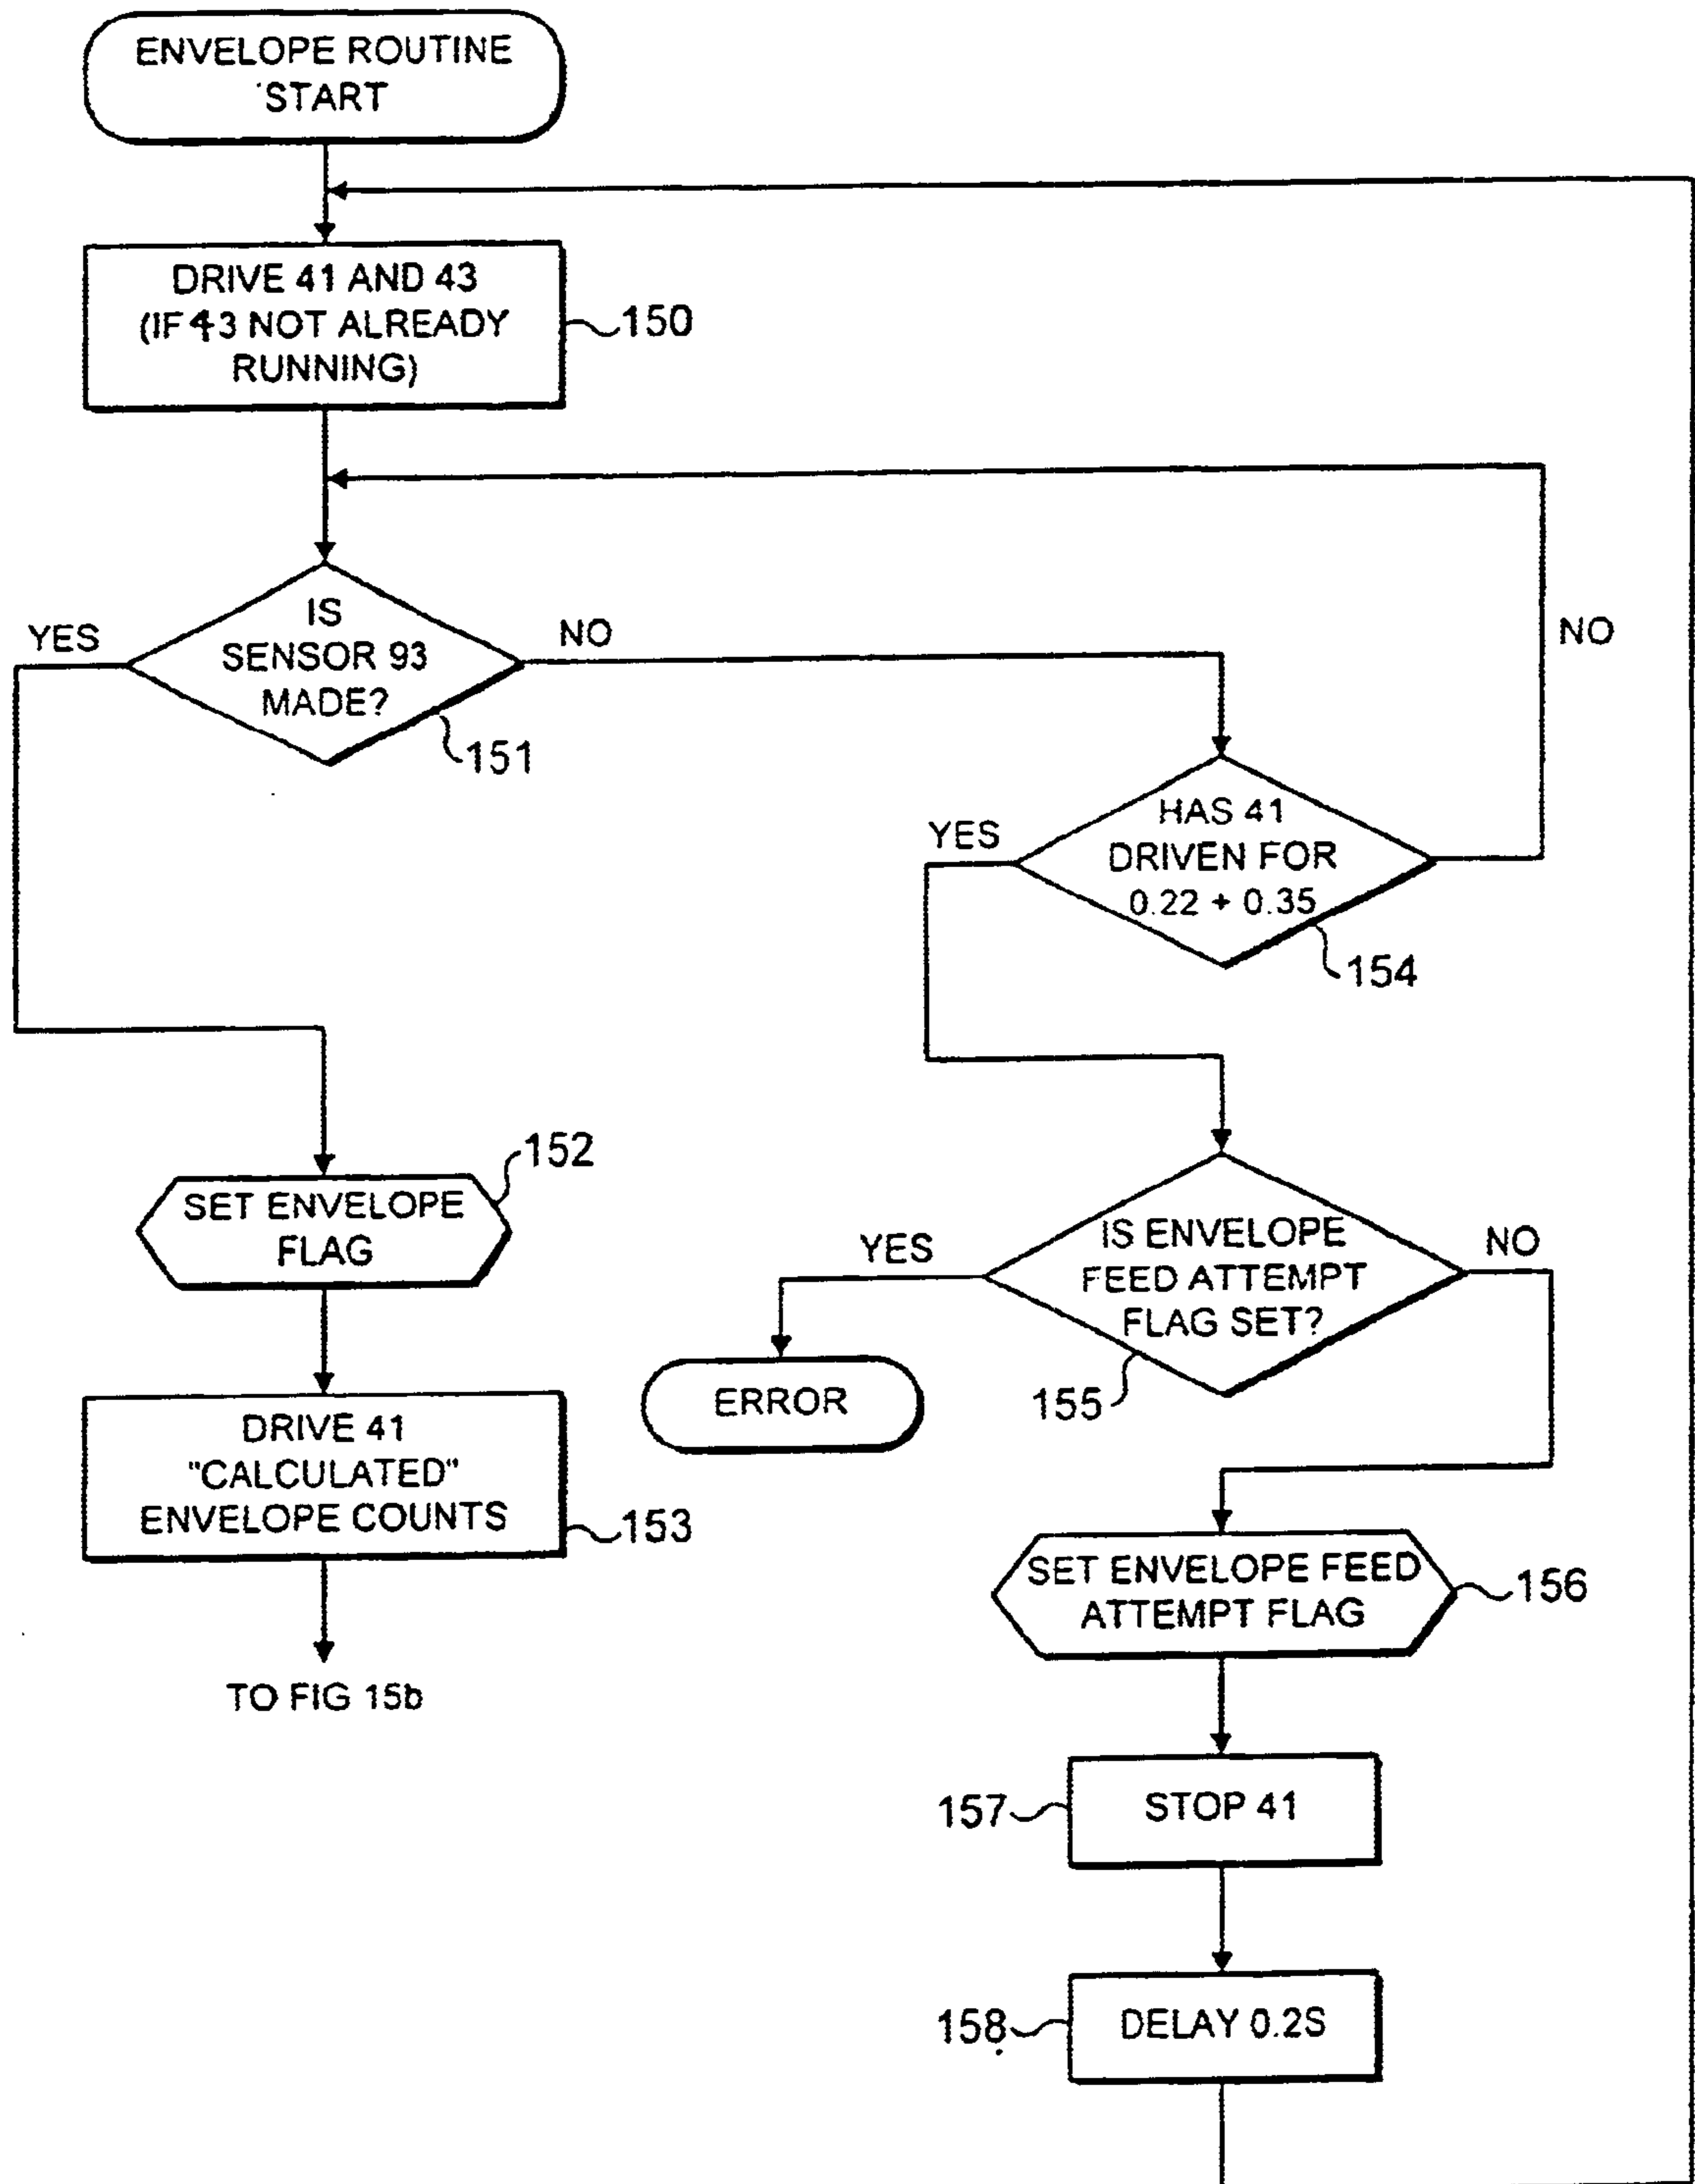 ENVELOPE ROUTINE
START
DRIVE 41 AND 43
(IF 43 NOT ALREADY
RUNNING)
150
IS
SENSOR 93
MADE?
YES
NO
151
NO
HAS 41
DRIVEN FOR
0.22 + 0.35
YES
154
152
SET ENVELOPE
FLAG
IS ENVELOPE
FEED ATTEMPT
FLAG SET?
YES
NO
155
ERROR
DRIVE 41
"CALCULATED"
ENVELOPE COUNTS
153
TO FIG 15b
SET ENVELOPE FEED
ATTEMPT FLAG
156
157
STOP 41
158
DELAY 0.2S